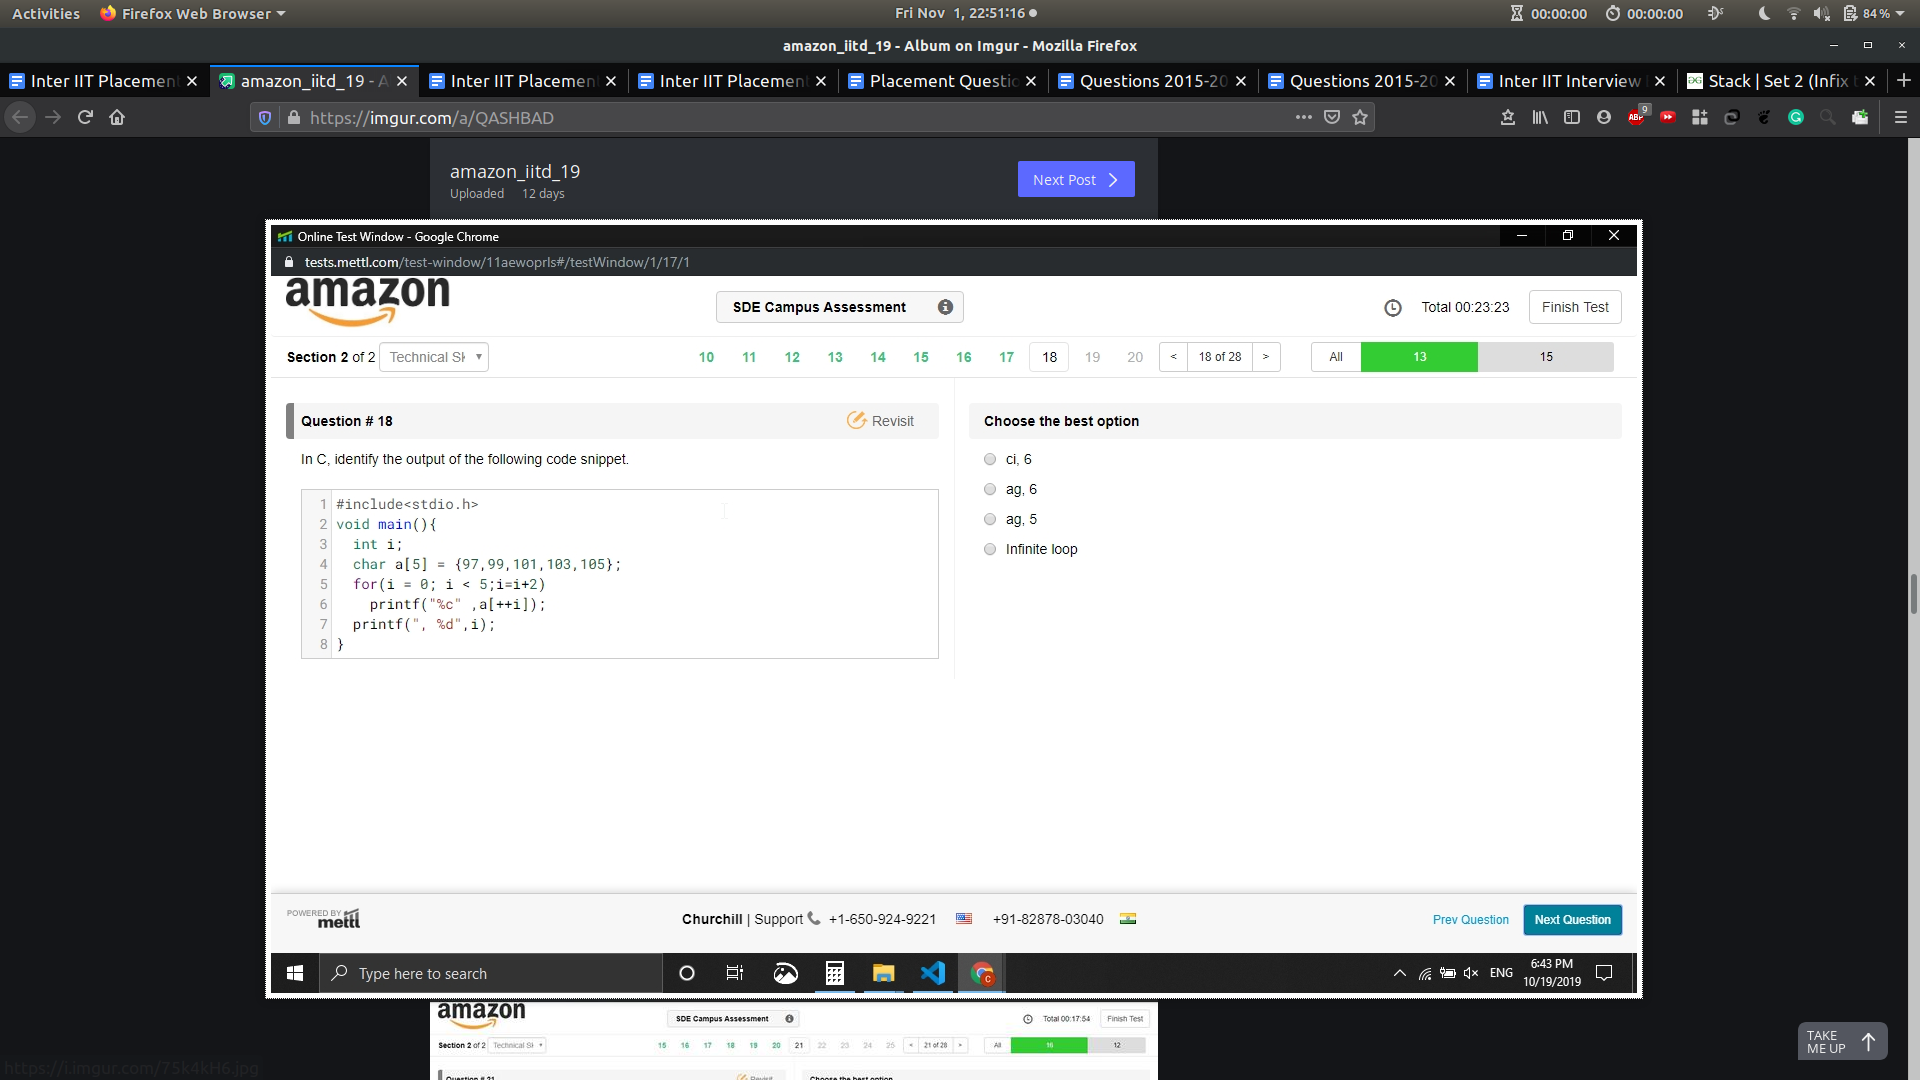 Activities Firefox Web Browser Fri Nov 1, 22:51:16 00:00:00 00:00:00 84 %
amazon_iitd_19 - Album on Imgur - Mozilla Firefox
Inter IIT Placement amazon_iitd_19 - A Inter IIT Placement Inter IIT Placement Placement Questio Questions 2015-20 Questions 2015-20 Inter IIT Interview Stack | Set 2 (Infix t
https://imgur.com/a/QASHBAD ABP 9
amazon_iitd_19
Uploaded 12 days
Next Post
Online Test Window - Google Chrome
tests.mettl.com/test-window/11aewoprls#/testWindow/1/17/1
amazon
SDE Campus Assessment
Total 00:23:23 Finish Test
Section 2 of 2 Technical Sk 10 11 12 13 14 15 16 17 18 19 20 < 18 of 28 > All 13 15
Question # 18 Revisit
Choose the best option
In C, identify the output of the following code snippet.
1 #include<stdio.h>
2 void main(){
3 int i;
4 char a[5] = {97,99,101,103,105};
5 for(i = 0; i < 5;i=i+2)
6 printf("%c" ,a[++i]);
7 printf(", %d",i);
8 }
ci, 6
ag, 6
ag, 5
Infinite loop
POWERED BY
mettl
Churchill | Support +1-650-924-9221 +91-82878-03040
Prev Question Next Question
Type here to search
ENG 6:43 PM
10/19/2019
amazon
SDE Campus Assessment
Total 00:17:54 Finish Test
Section 2 of 2 Technical Sk 15 16 17 18 19 20 21 22 23 24 25 < 21 of 28 > All 16 12
Question # 21 Revisit Choose the best option
TAKE
ME UP
https://i.imgur.com/75k4kH6.jpg